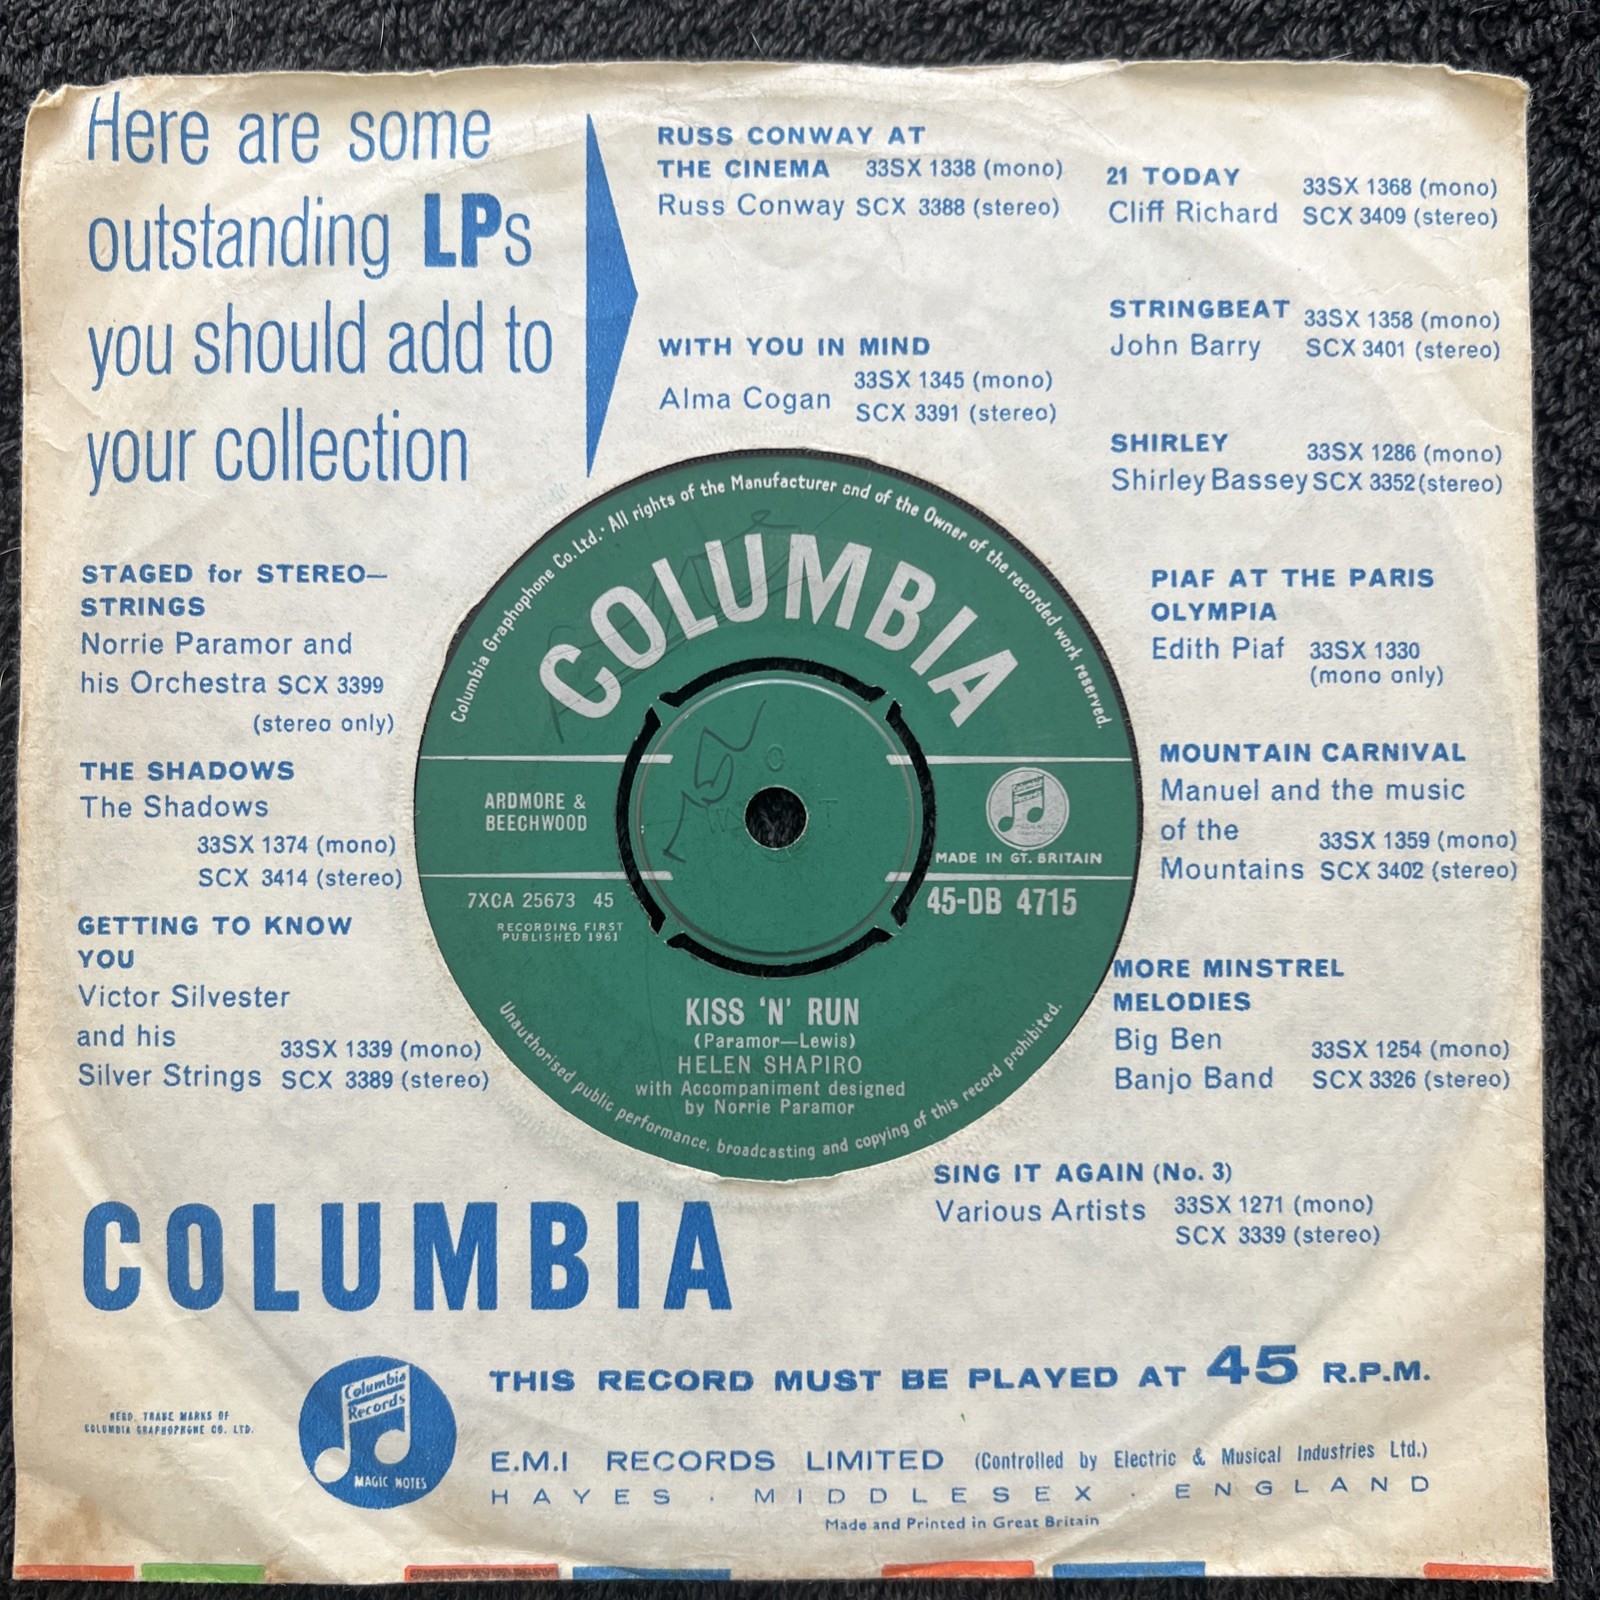 Here are some
outstanding LPs
you should add to
your collection
RUSS CONWAY AT
THE CINEMA 33SX 1338 (mono)
Russ Conway SCX 3388 (stereo)
WITH YOU IN MIND
33SX 1345 (mono)
Alma Cogan
SCX 3391 (stereo)
21 TODAY 33SX 1368 (mono)
Cliff Richard SCX 3409 (stereo)
STRINGBEAT 33SX 1358 (mono)
John Barry SCX 3401 (stereo)
SHIRLEY 33SX 1286 (mono)
Shirley Bassey SCX 3352 (stereo)
PIAF AT THE PARIS
OLYMPIA
Edith Piaf 33SX 1330
(mono only)
MOUNTAIN CARNIVAL
Manuel and the music
of the 33SX 1359 (mono)
Mountains SCX 3402 (stereo)
MORE MINSTREL
MELODIES
Big Ben 33SX 1254 (mono)
Banjo Band SCX 3326 (stereo)
SING IT AGAIN (No. 3)
Various Artists 33SX 1271 (mono)
SCX 3339 (stereo)
STAGED for STEREO—
STRINGS
Norrie Paramor and
his Orchestra SCX 3399
(stereo only)
THE SHADOWS
The Shadows
33SX 1374 (mono)
SCX 3414 (stereo)
GETTING TO KNOW
YOU
Victor Silvester
and his 33SX 1339 (mono)
Silver Strings SCX 3389 (stereo)
Columbia Graphophone Co. Ltd. · All rights of the Manufacturer and of the Owner of the recorded work reserved.
COLUMBIA
ARDMORE &
BEECHWOOD
Columbia
Records
MADE IN GT. BRITAIN
7XCA 25673 45
45-DB 4715
RECORDING FIRST
PUBLISHED 1961
KISS 'N' RUN
(Paramor—Lewis)
HELEN SHAPIRO
with Accompaniment designed
by Norrie Paramor
Unauthorised public performance, broadcasting and copying of this record prohibited.
COLUMBIA
REGD. TRADE MARKS OF
COLUMBIA GRAPHOPHONE CO. LTD.
Columbia
Records
MAGIC NOTES
THIS RECORD MUST BE PLAYED AT 45 R.P.M.
E.M.I RECORDS LIMITED (Controlled by Electric & Musical Industries Ltd.)
HAYES · MIDDLESEX · ENGLAND
Made and Printed in Great Britain